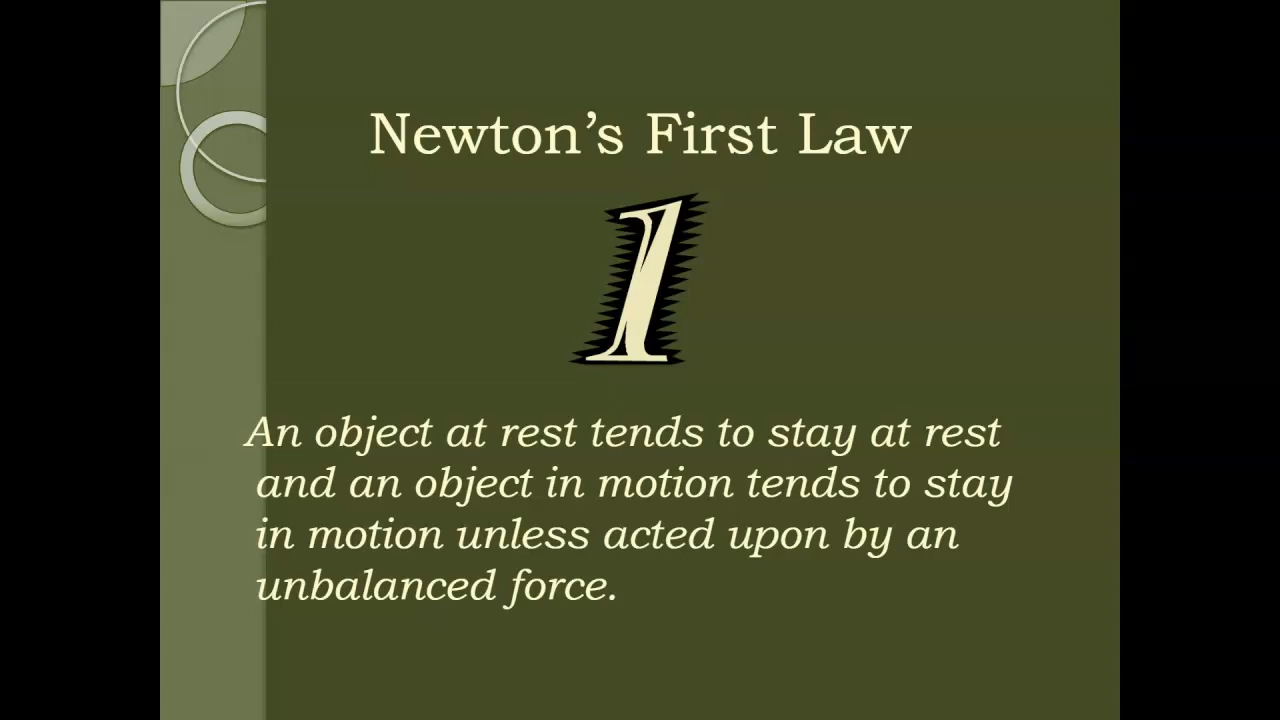 Newton’s First Law
1
An object at rest tends to stay at rest
and an object in motion tends to stay
in motion unless acted upon by an
unbalanced force.